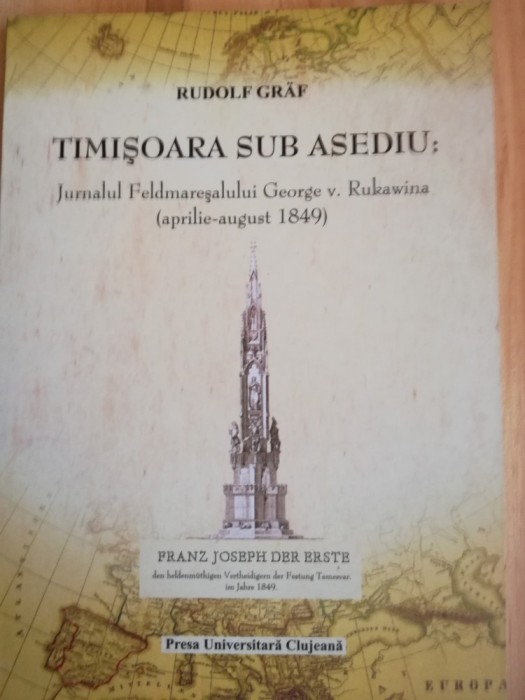 RUDOLF GRÄF
TIMIŞOARA SUB ASEDIU:
Jurnalul Feldmareşalului George v. Rukawina
(aprilie-august 1849)
FRANZ JOSEPH DER ERSTE
den heldenmüthigen Vertheidigern der Festung Temesvar.
im Jahre 1849.
Presa Universitară Clujeană
EUROPA